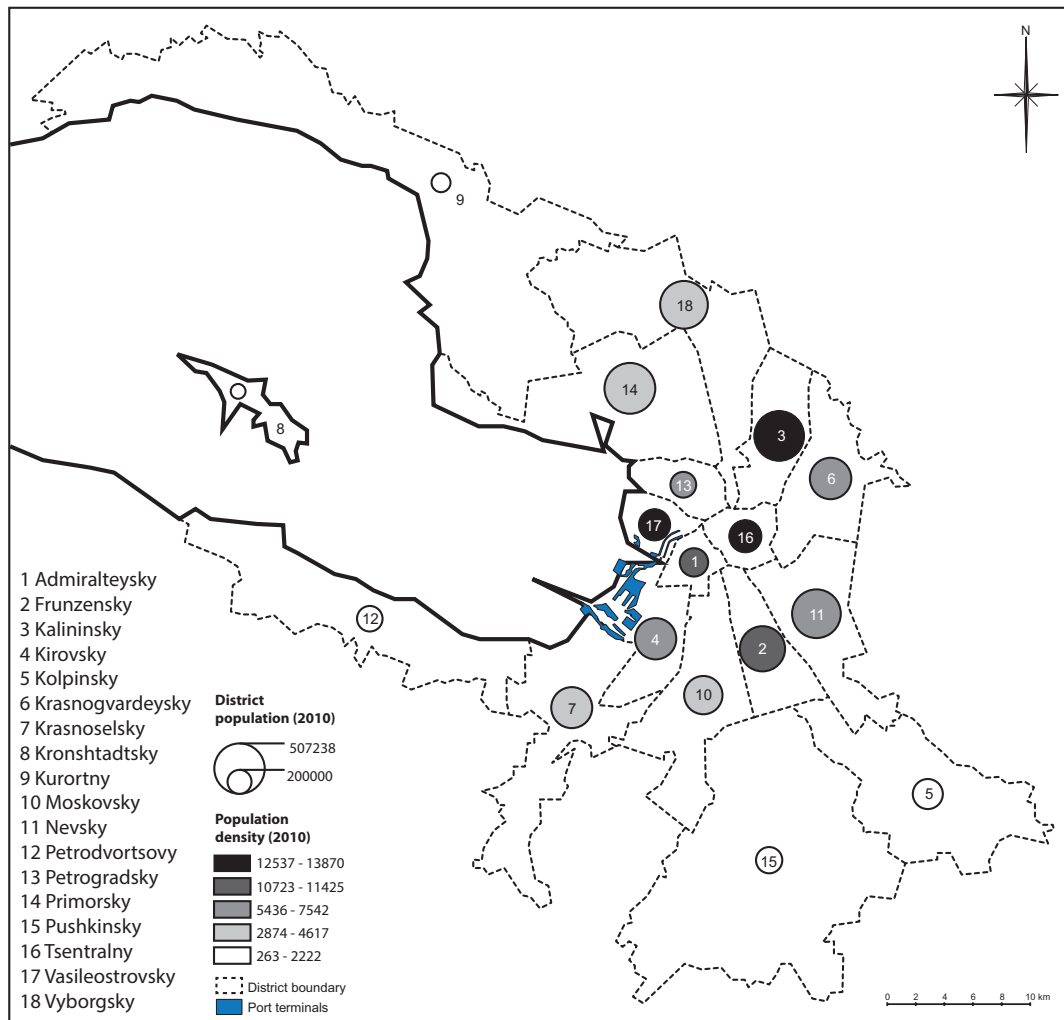 N
9
18
14
8
3
6
13
17
16
1
12
4
11
2
7
10
5
15
1 Admiralteysky
2 Frunzensky
3 Kalininsky
4 Kirovsky
5 Kolpinsky
6 Krasnogvardeysky
7 Krasnoselsky
8 Kronshtadtsky
9 Kurortny
10 Moskovsky
11 Nevsky
12 Petrodvortsovy
13 Petrogradsky
14 Primorsky
15 Pushkinsky
16 Tsentralny
17 Vasileostrovsky
18 Vyborgsky
District
population (2010)
507238
200000
Population
density (2010)
12537 - 13870
10723 - 11425
5436 - 7542
2874 - 4617
263 - 2222
District boundary
Port terminals
0 2 4 6 8 10 km